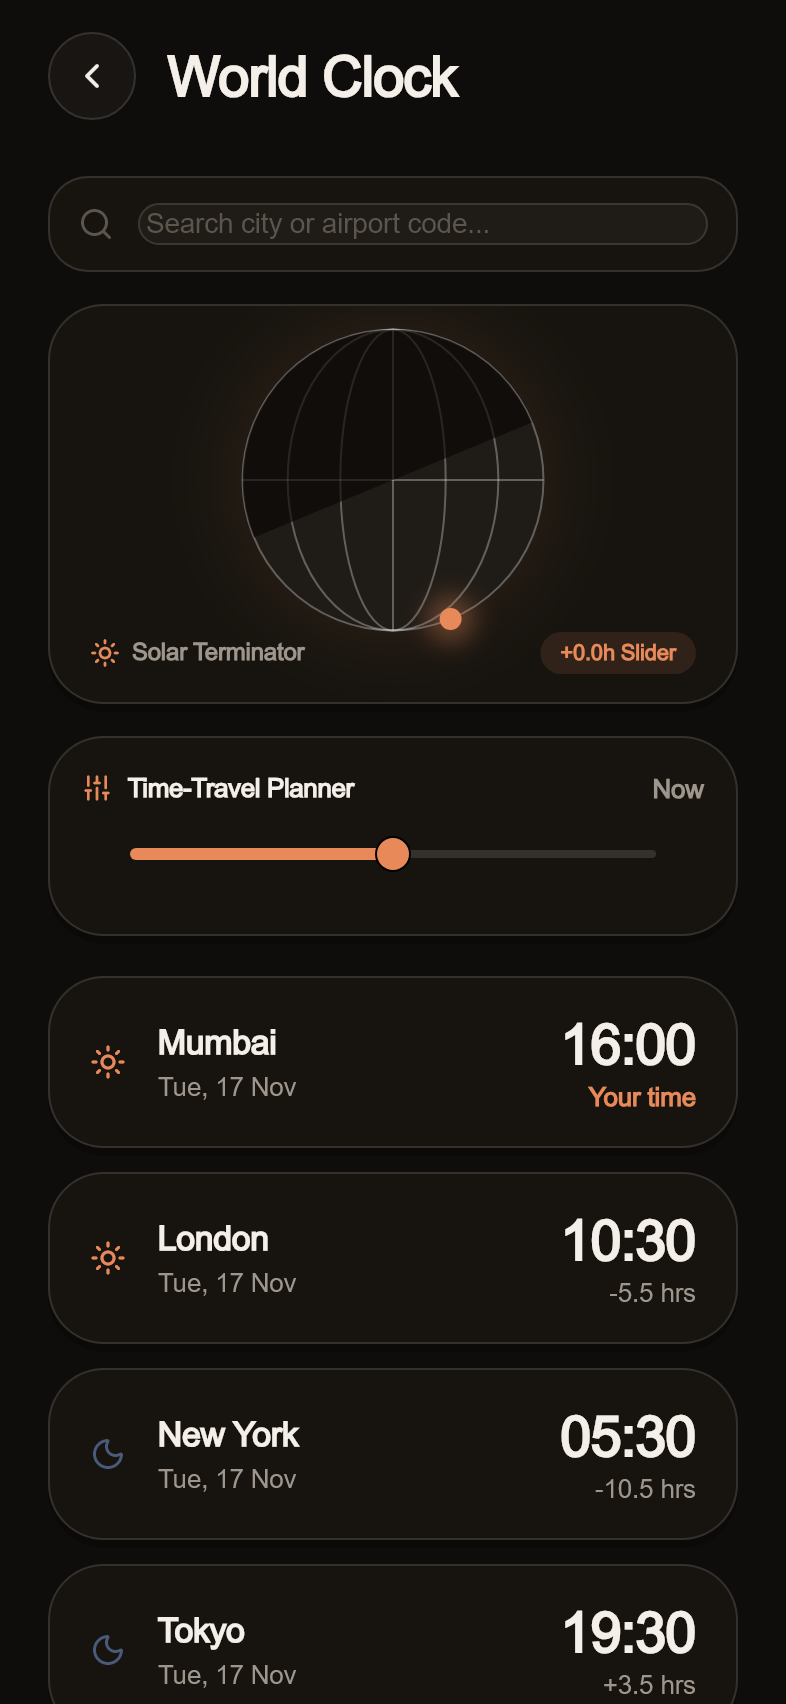 World Clock
Search city or airport code...
Solar Terminator
+0.0h Slider
Time-Travel Planner
Now
Mumbai
16:00
Tue, 17 Nov
Your time
London
10:30
Tue, 17 Nov
-5.5 hrs
New York
05:30
Tue, 17 Nov
-10.5 hrs
Tokyo
19:30
Tue, 17 Nov
+3.5 hrs